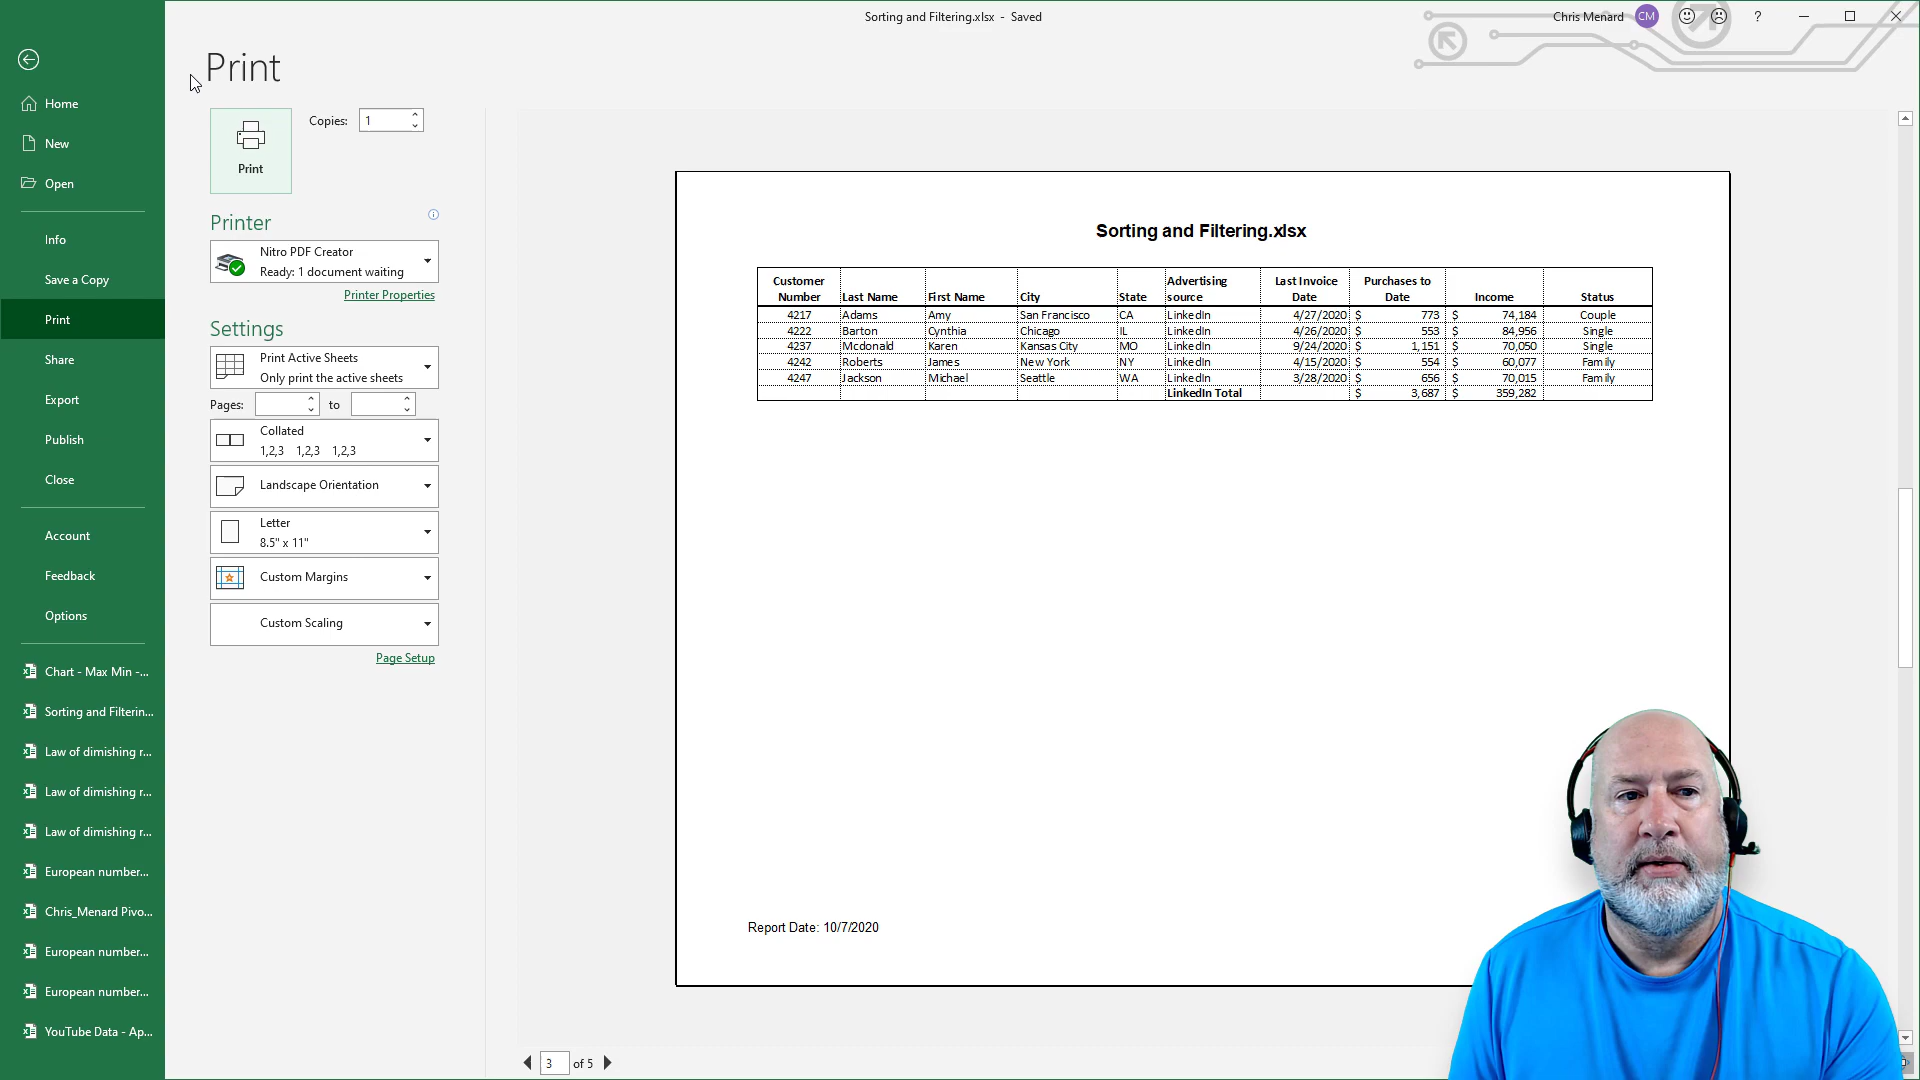 Sorting and Filtering.xlsx - Saved
Chris Menard CM
?
Print
Home
New
Open
Info
Save a Copy
Print
Share
Export
Publish
Close
Account
Feedback
Options
Chart - Max Min -...
Sorting and Filterin...
Law of dimishing r...
Law of dimishing r...
Law of dimishing r...
European number...
Chris_Menard Pivo...
European number...
European number...
YouTube Data - Ap...
Print
Copies: 1
Printer
Nitro PDF Creator
Ready: 1 document waiting
Printer Properties
Settings
Print Active Sheets
Only print the active sheets
Pages: to
Collated
1,2,3 1,2,3 1,2,3
Landscape Orientation
Letter
8.5" x 11"
Custom Margins
Custom Scaling
Page Setup
Sorting and Filtering.xlsx
Customer Advertising Last Invoice Purchases to
Number Last Name First Name City State source Date Date Income Status
4217 Adams Amy San Francisco CA LinkedIn 4/27/2020 $ 773 $ 74,184 Couple
4222 Barton Cynthia Chicago IL LinkedIn 4/26/2020 $ 553 $ 84,956 Single
4237 Mcdonald Karen Kansas City MO LinkedIn 9/24/2020 $ 1,151 $ 70,050 Single
4242 Roberts James New York NY LinkedIn 4/15/2020 $ 554 $ 60,077 Family
4247 Jackson Michael Seattle WA LinkedIn 3/28/2020 $ 656 $ 70,015 Family
LinkedIn Total $ 3,687 $ 359,282
Report Date: 10/7/2020
3 of 5